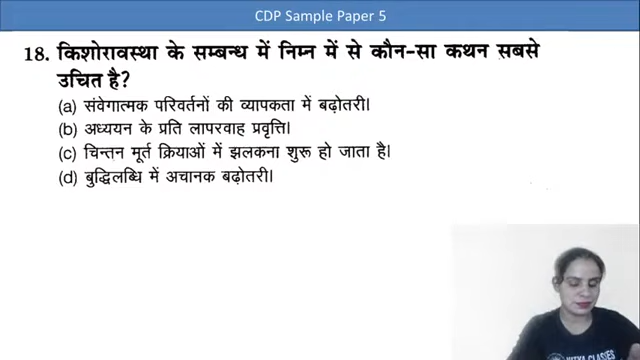 CDP Sample Paper 5
18. किशोरावस्था के सम्बन्ध में निम्न में से कौन-सा कथन सबसे
उचित है?
(a) संवेगात्मक परिवर्तनों की व्यापकता में बढ़ोतरी।
(b) अध्ययन के प्रति लापरवाह प्रवृत्ति।
(c) चिन्तन मूर्त क्रियाओं में झलकना शुरू हो जाता है।
(d) बुद्धिलब्धि में अचानक बढ़ोतरी।